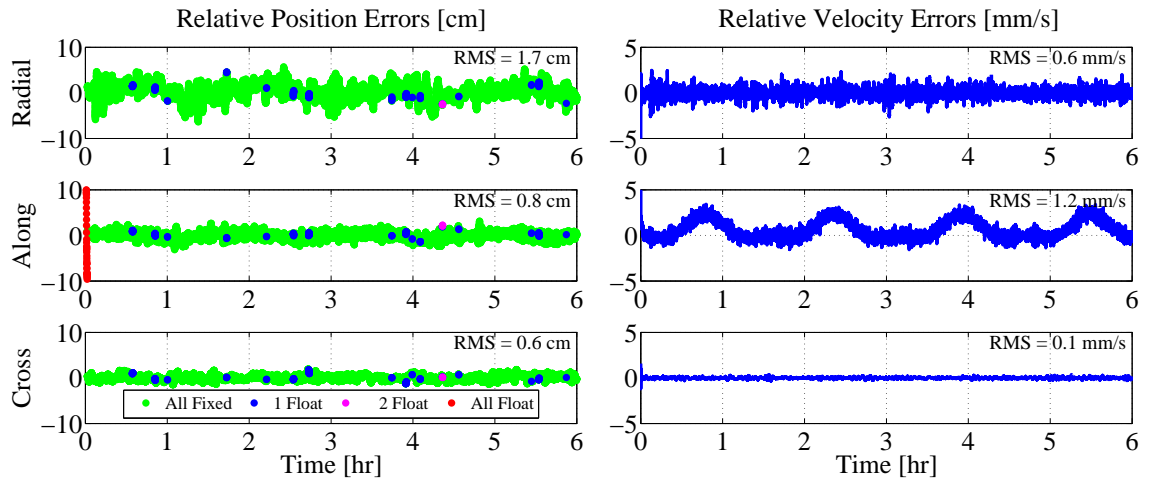 Relative Position Errors [cm]
Relative Velocity Errors [mm/s]
Radial
10
0
−10
RMS = 1.7 cm
0 1 2 3 4 5 6
5
0
−5
RMS = 0.6 mm/s
0 1 2 3 4 5 6
Along
10
0
−10
RMS = 0.8 cm
0 1 2 3 4 5 6
5
0
−5
RMS = 1.2 mm/s
0 1 2 3 4 5 6
Cross
10
0
−10
RMS = 0.6 cm
All Fixed 1 Float 2 Float All Float
0 1 2 3 4 5 6
Time [hr]
5
0
−5
RMS = 0.1 mm/s
0 1 2 3 4 5 6
Time [hr]